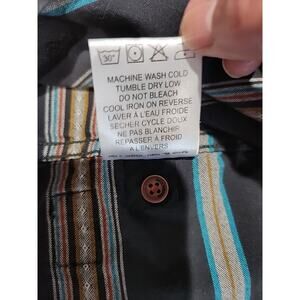 30°
MACHINE WASH COLD
TUMBLE DRY LOW
DO NOT BLEACH
COOL IRON ON REVERSE
LAVER À L'EAU FROIDE
SECHER CYCLE DOUX
NE PAS BLANCHIR
REPASSER À FROID
A L'ENVERS